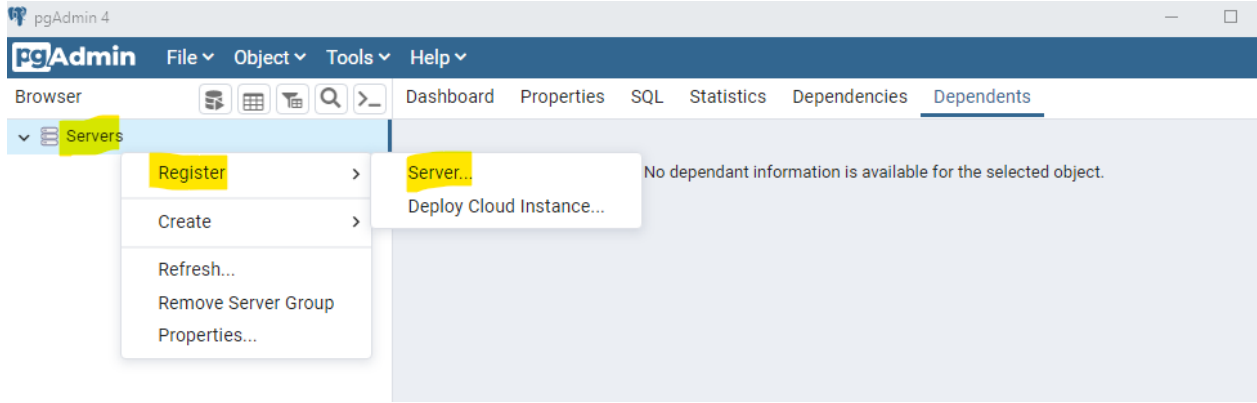 pgAdmin 4
pgAdmin File Object Tools Help
Browser >_ Dashboard Properties SQL Statistics Dependencies Dependents
Servers
Register Server... No dependant information is available for the selected object.
Deploy Cloud Instance...
Create
Refresh...
Remove Server Group
Properties...